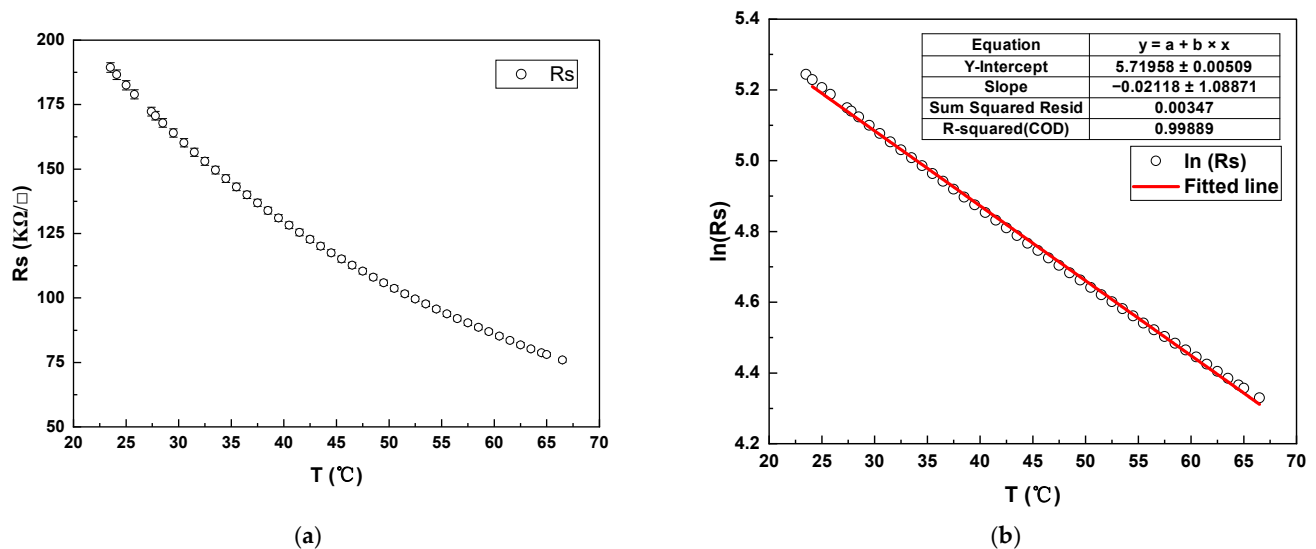 200
175
150
125
100
75
50
Rs (KΩ/□)
Rs
20 25 30 35 40 45 50 55 60 65 70
T (℃)
(a)
5.4
5.2
5.0
4.8
4.6
4.4
4.2
ln(Rs)
Equation y = a + b × x
Y-Intercept 5.71958 ± 0.00509
Slope −0.02118 ± 1.08871
Sum Squared Resid 0.00347
R-squared(COD) 0.99889
ln (Rs)
Fitted line
20 25 30 35 40 45 50 55 60 65 70
T (℃)
(b)